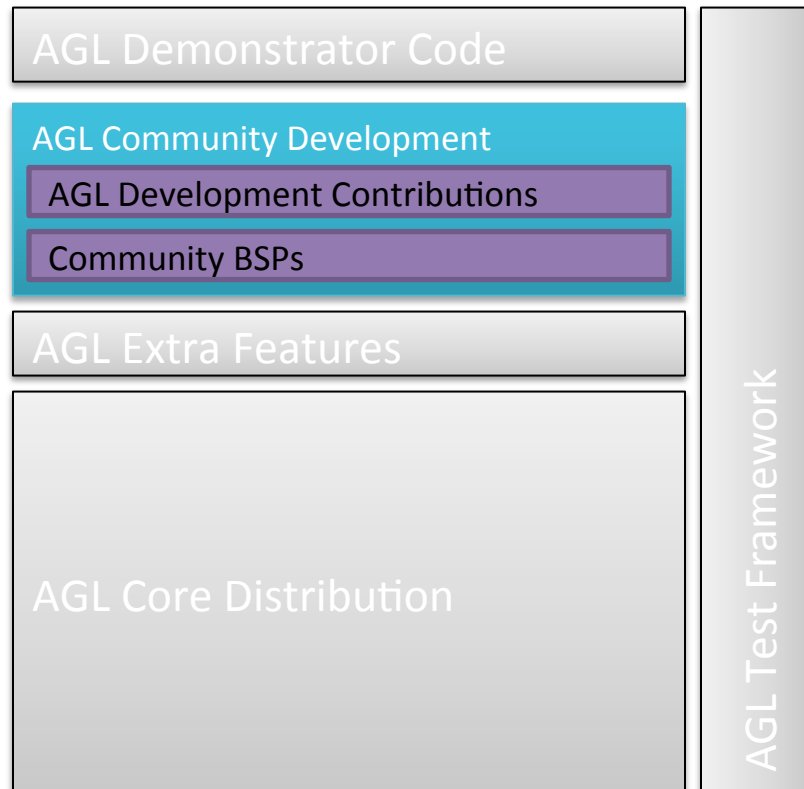 AGL Demonstrator Code
AGL Community Development
AGL Development Contributions
Community BSPs
AGL Extra Features
AGL Core Distribution
AGL Test Framework